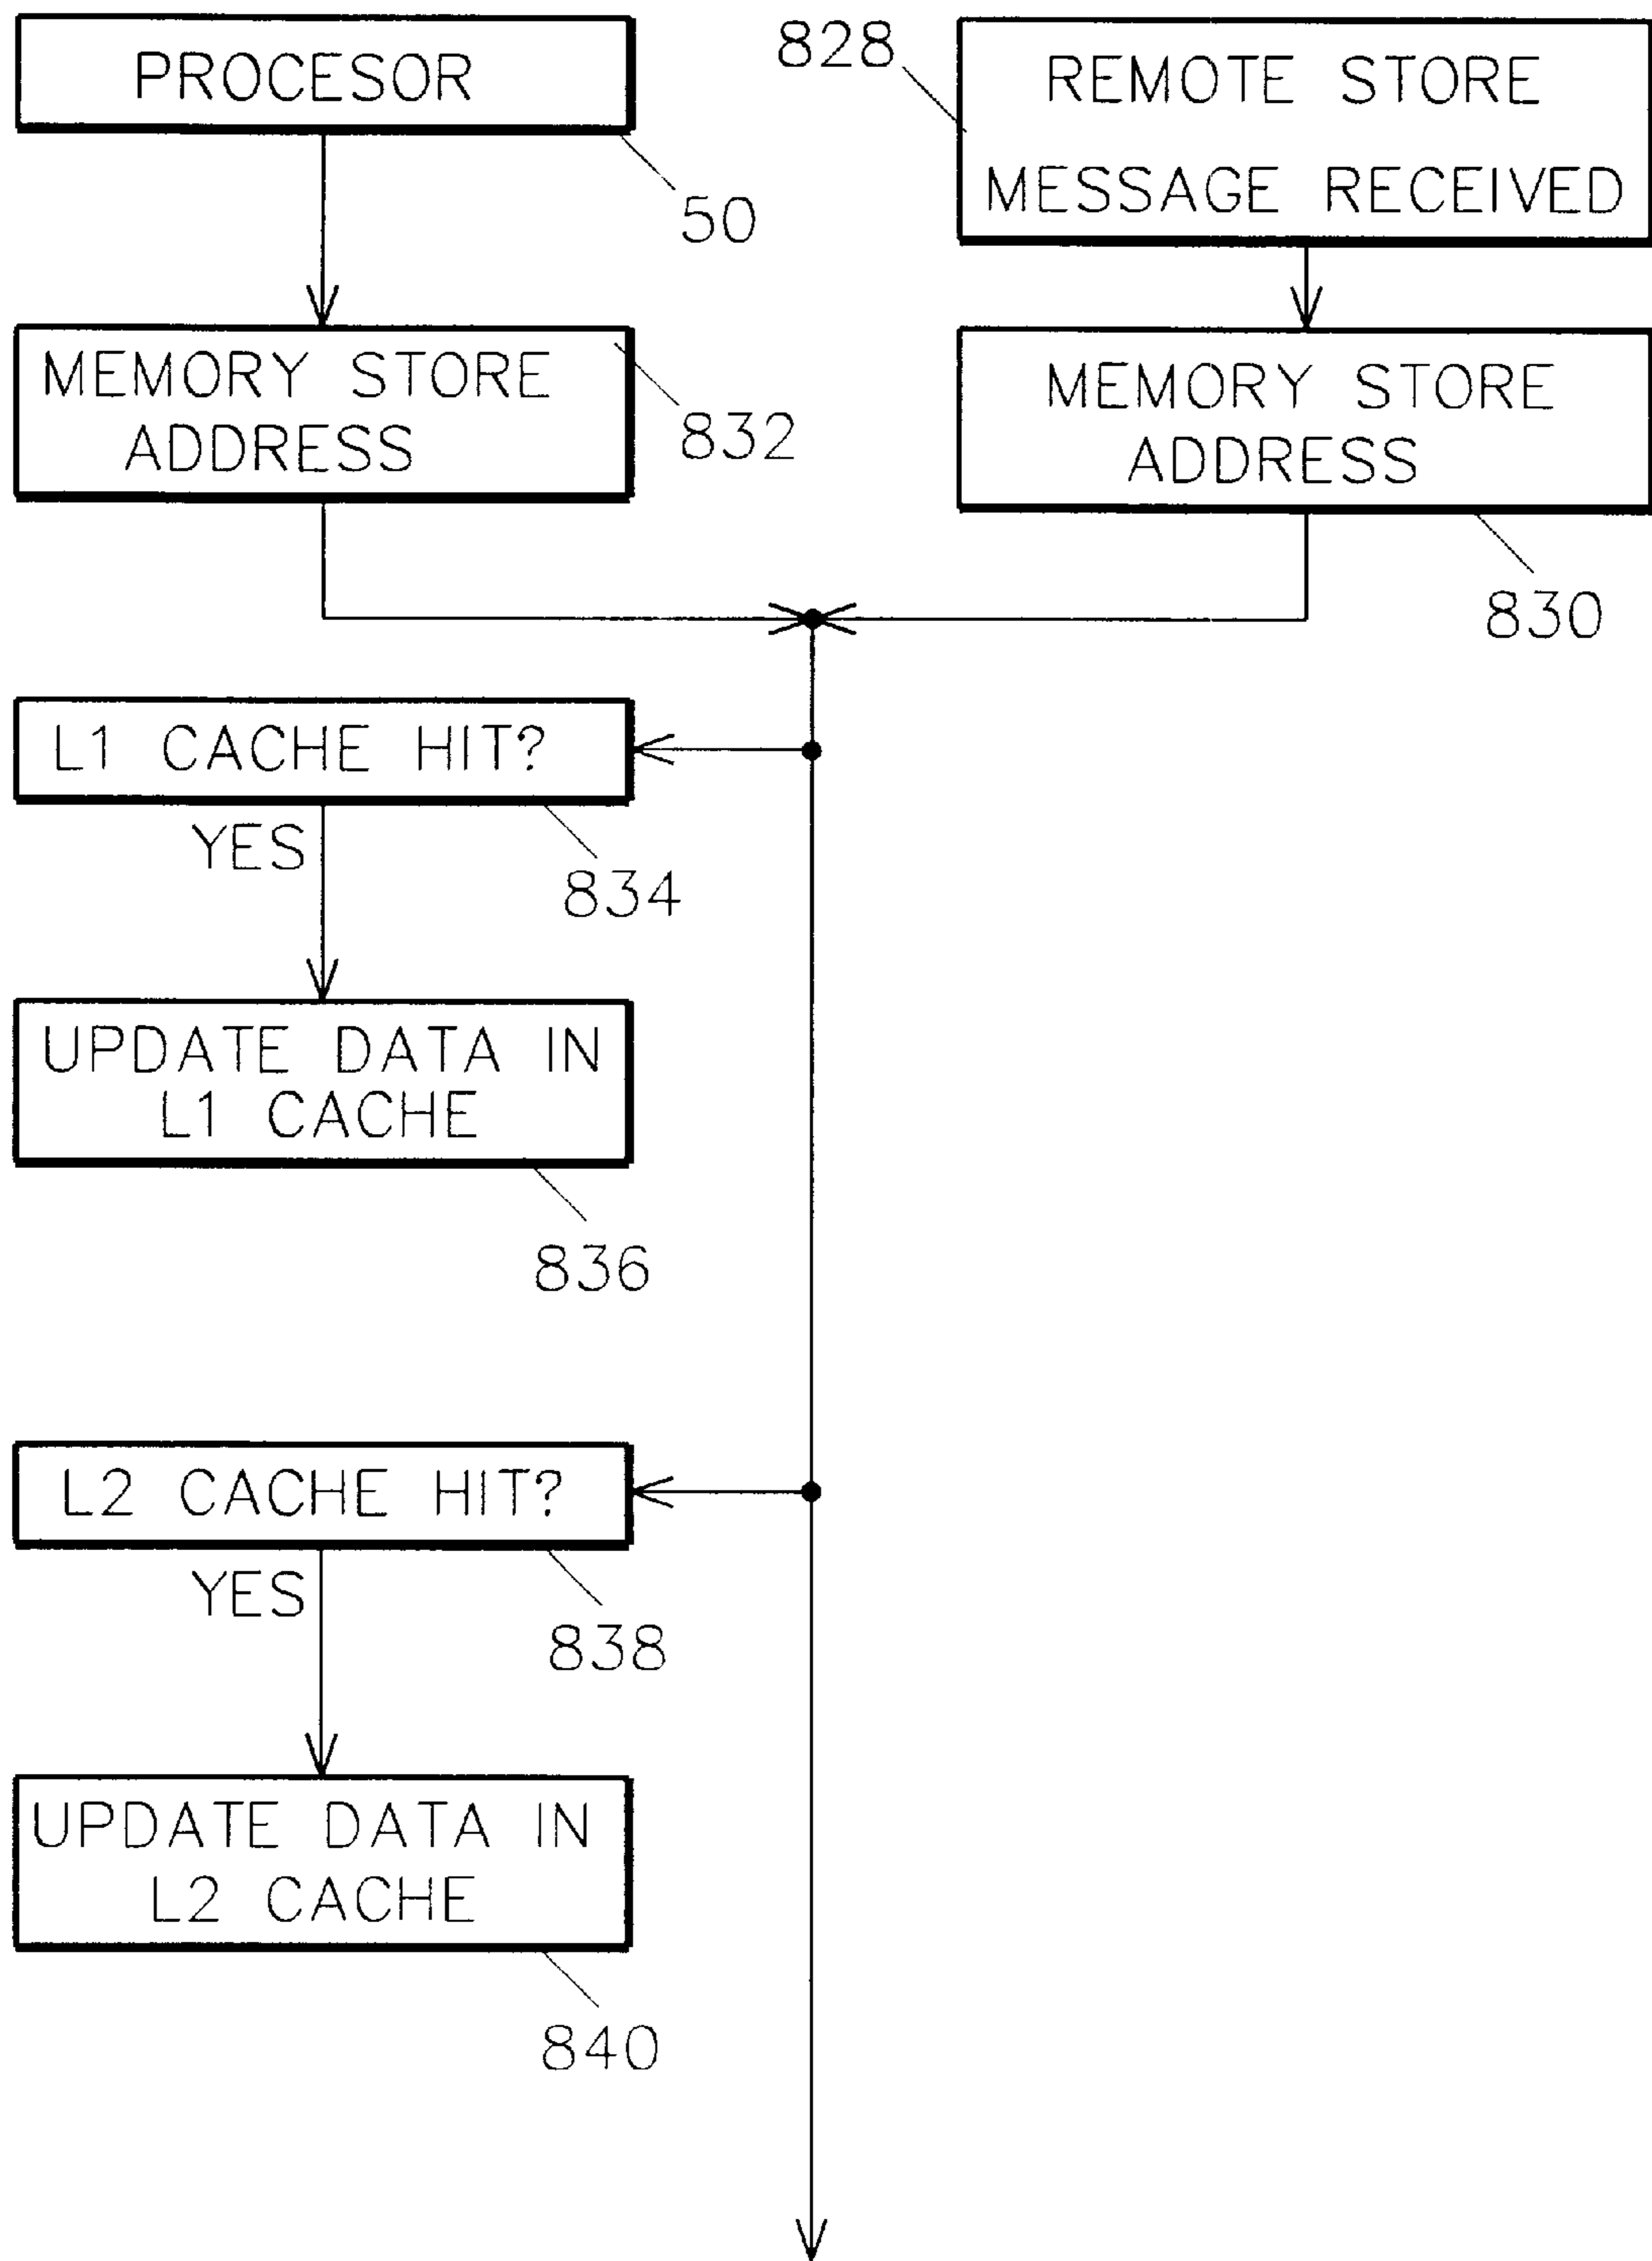 PROCESOR
50
828
REMOTE STORE
MESSAGE RECEIVED
MEMORY STORE
ADDRESS
832
MEMORY STORE
ADDRESS
830
L1 CACHE HIT?
YES
834
UPDATE DATA IN
L1 CACHE
836
L2 CACHE HIT?
YES
838
UPDATE DATA IN
L2 CACHE
840